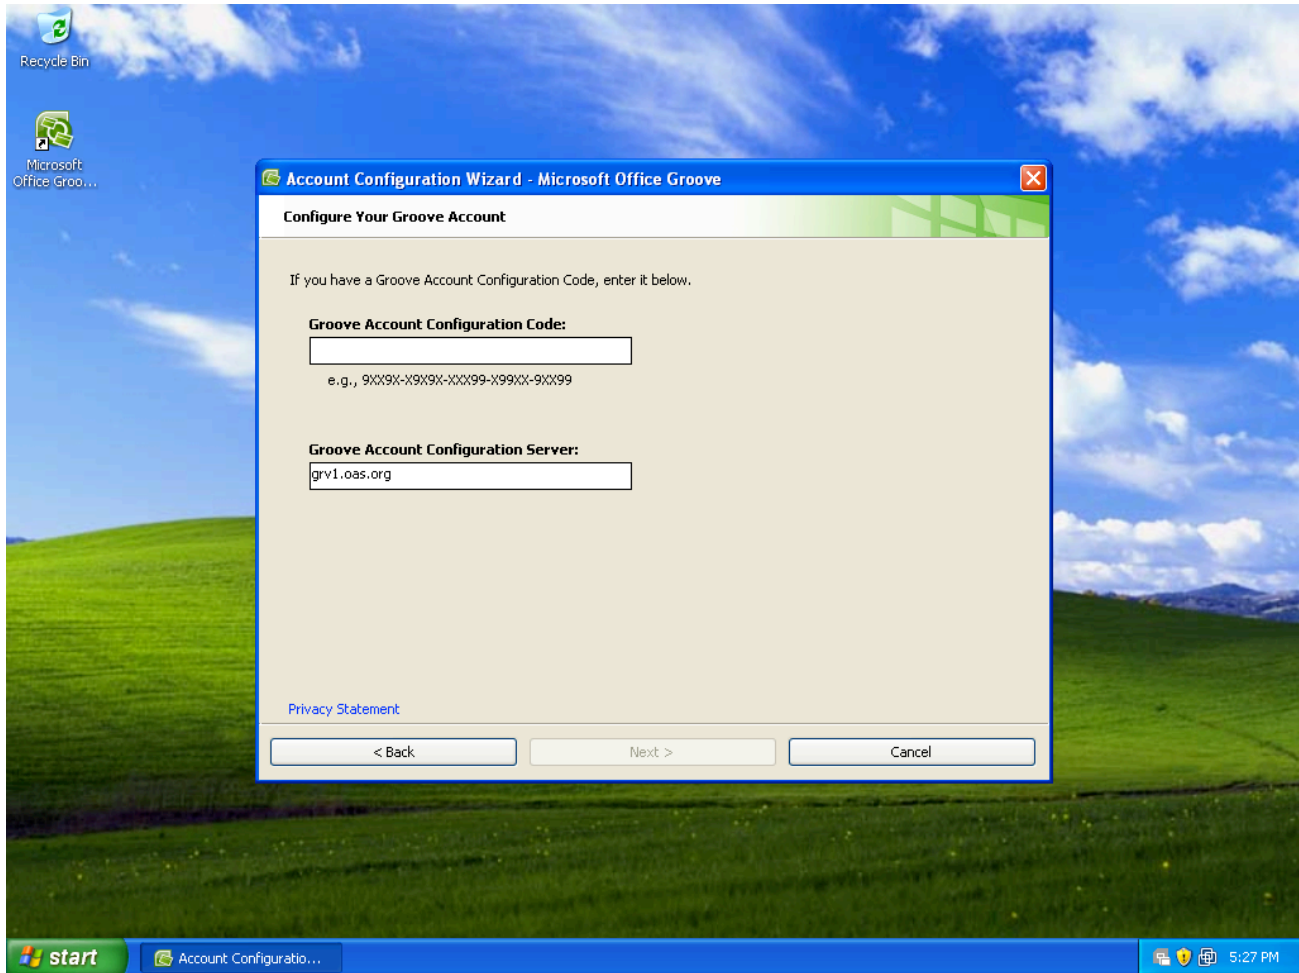 Recycle Bin
Microsoft
Office Groo...
Account Configuration Wizard - Microsoft Office Groove
Configure Your Groove Account
If you have a Groove Account Configuration Code, enter it below.
Groove Account Configuration Code:
e.g., 9XX9X-X9X9X-XXX99-X99XX-9XX99
Groove Account Configuration Server:
grv1.oas.org
Privacy Statement
< Back
Next >
Cancel
start
Account Configuratio...
5:27 PM